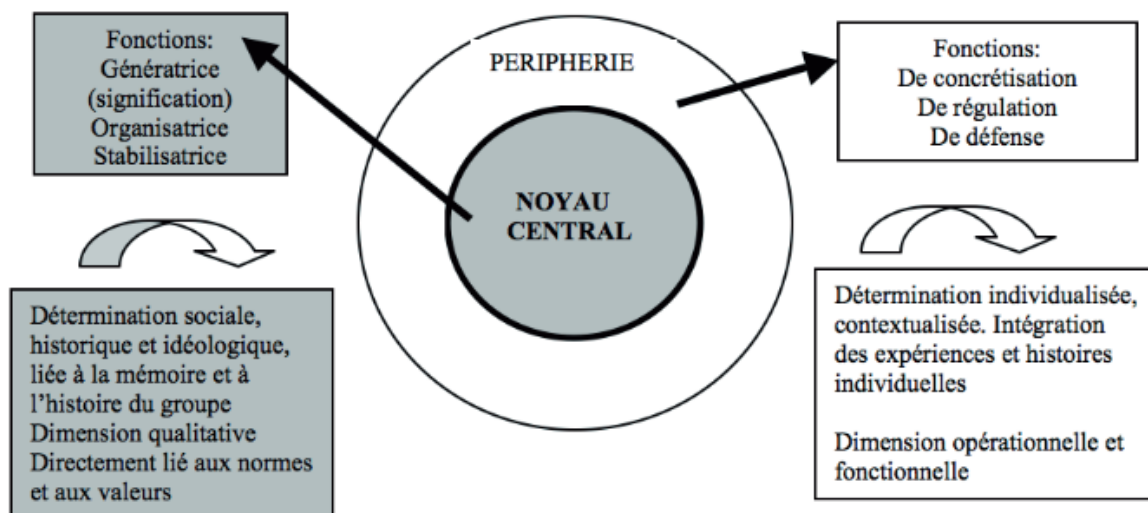 Fonctions:
Génératrice
(signification)
Organisatrice
Stabilisatrice
PERIPHERIE
NOYAU
CENTRAL
Fonctions:
De concrétisation
De régulation
De défense
Détermination sociale,
historique et idéologique,
liée à la mémoire et à
l’histoire du groupe
Dimension qualitative
Directement lié aux normes
et aux valeurs
Détermination individualisée,
contextualisée. Intégration
des expériences et histoires
individuelles
Dimension opérationnelle et
fonctionnelle